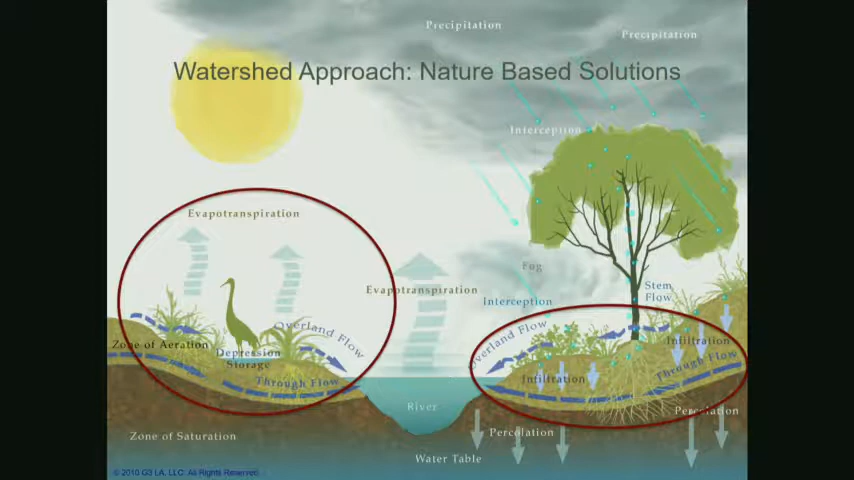 Precipitation
Precipitation
Watershed Approach: Nature Based Solutions
Interception
Evapotranspiration
Fog
Evapotranspiration
Interception
Stem
Flow
Overland Flow
Overland Flow
Zone of Aeration
Depression
Storage
Infiltration
Through Flow
Through Flow
Infiltration
River
Percolation
Percolation
Zone of Saturation
Water Table
© 2010 G3 LA, LLC. All Rights Reserved.